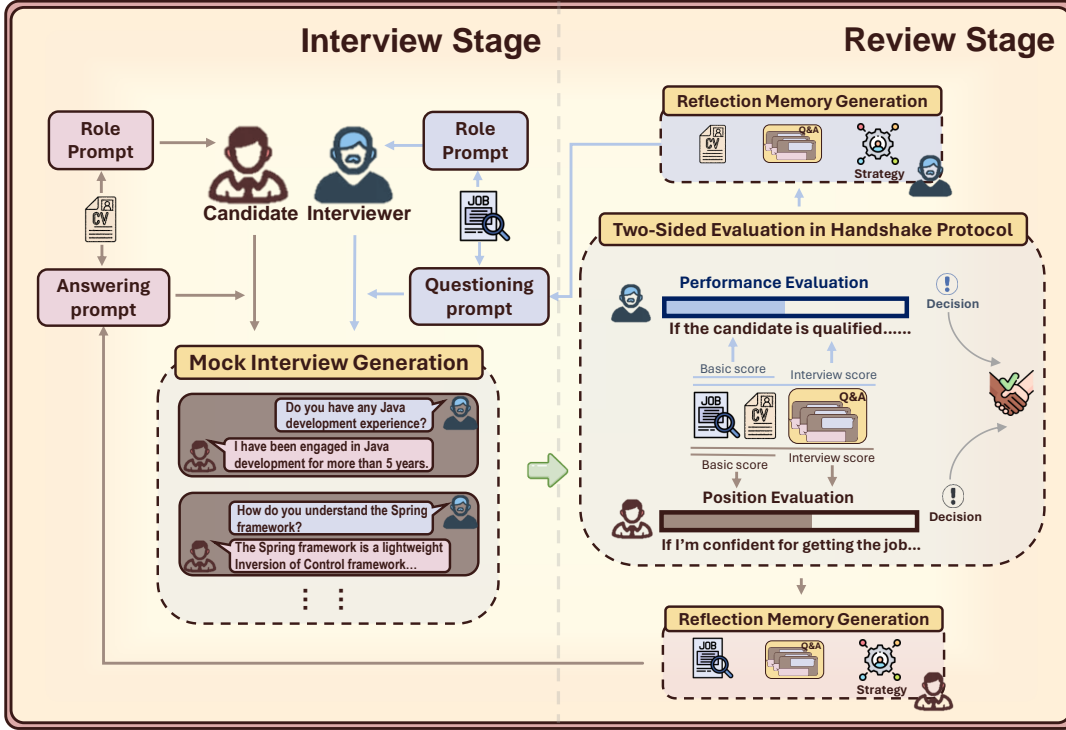 Interview Stage
Review Stage
Role
Prompt
CV
Answering
prompt
Candidate
Interviewer
Role
Prompt
JOB
Questioning
prompt
Mock Interview Generation
Do you have any Java
development experience?
I have been engaged in Java
development for more than 5 years.
How do you understand the Spring
framework?
The Spring framework is a lightweight
Inversion of Control framework...
Reflection Memory Generation
CV
Q&A
Strategy
Two-Sided Evaluation in Handshake Protocol
Performance Evaluation
If the candidate is qualified......
Decision
Basic score
Interview score
JOB
CV
Q&A
Basic score
Interview score
Position Evaluation
If I'm confident for getting the job...
Decision
Reflection Memory Generation
JOB
Q&A
Strategy